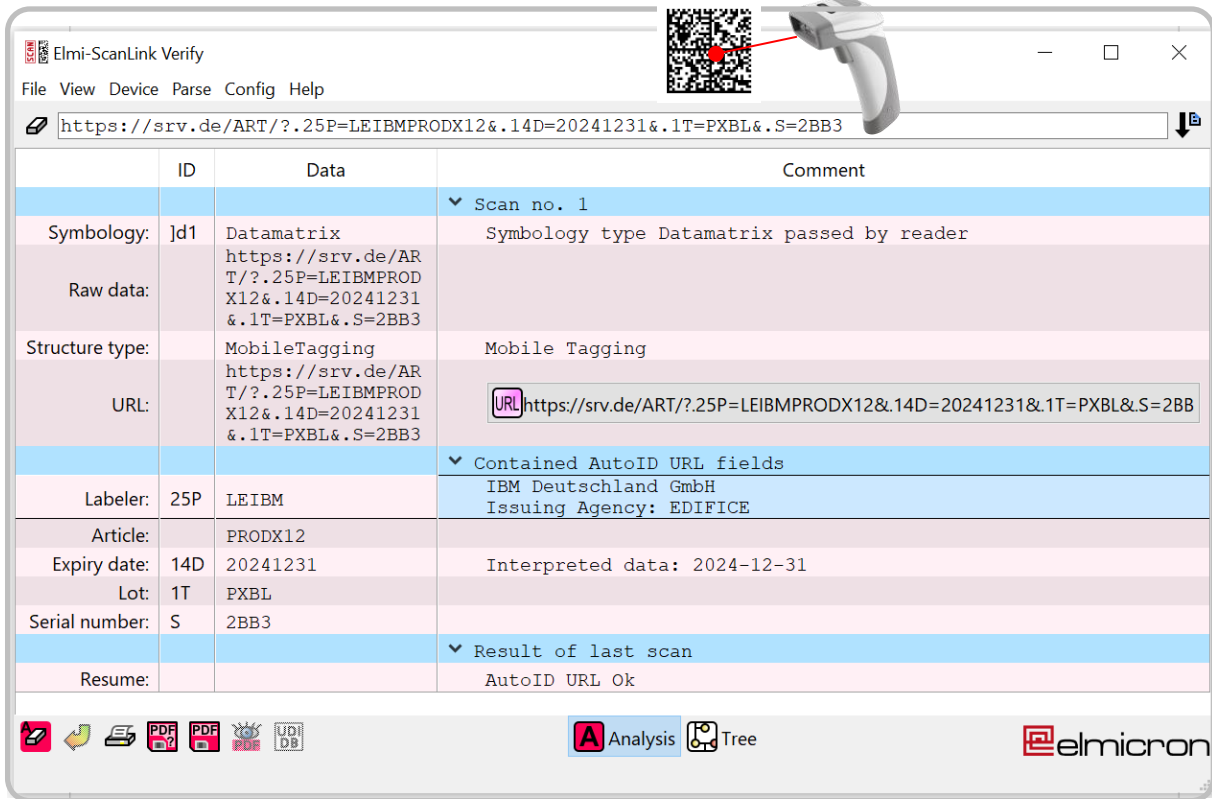 SCAN
Elmi-ScanLink Verify
File View Device Parse Config Help
https://srv.de/ART/?.25P=LEIBMPRODX12&.14D=20241231&.1T=PXBL&.S=2BB3
ID Data Comment
Scan no. 1
Symbology: ]d1 Datamatrix Symbology type Datamatrix passed by reader
Raw data:
https://srv.de/AR
T/?.25P=LEIBMPROD
X12&.14D=20241231
&.1T=PXBL&.S=2BB3
Structure type: MobileTagging Mobile Tagging
URL:
https://srv.de/AR
T/?.25P=LEIBMPROD
X12&.14D=20241231
&.1T=PXBL&.S=2BB3
URL https://srv.de/ART/?.25P=LEIBMPRODX12&.14D=20241231&.1T=PXBL&.S=2BB
Contained AutoID URL fields
Labeler: 25P LEIBM
IBM Deutschland GmbH
Issuing Agency: EDIFICE
Article: PRODX12
Expiry date: 14D 20241231 Interpreted data: 2024-12-31
Lot: 1T PXBL
Serial number: S 2BB3
Result of last scan
Resume: AutoID URL Ok
A PDF ? PDF PDF UDI DB
A Analysis Tree
elmicron